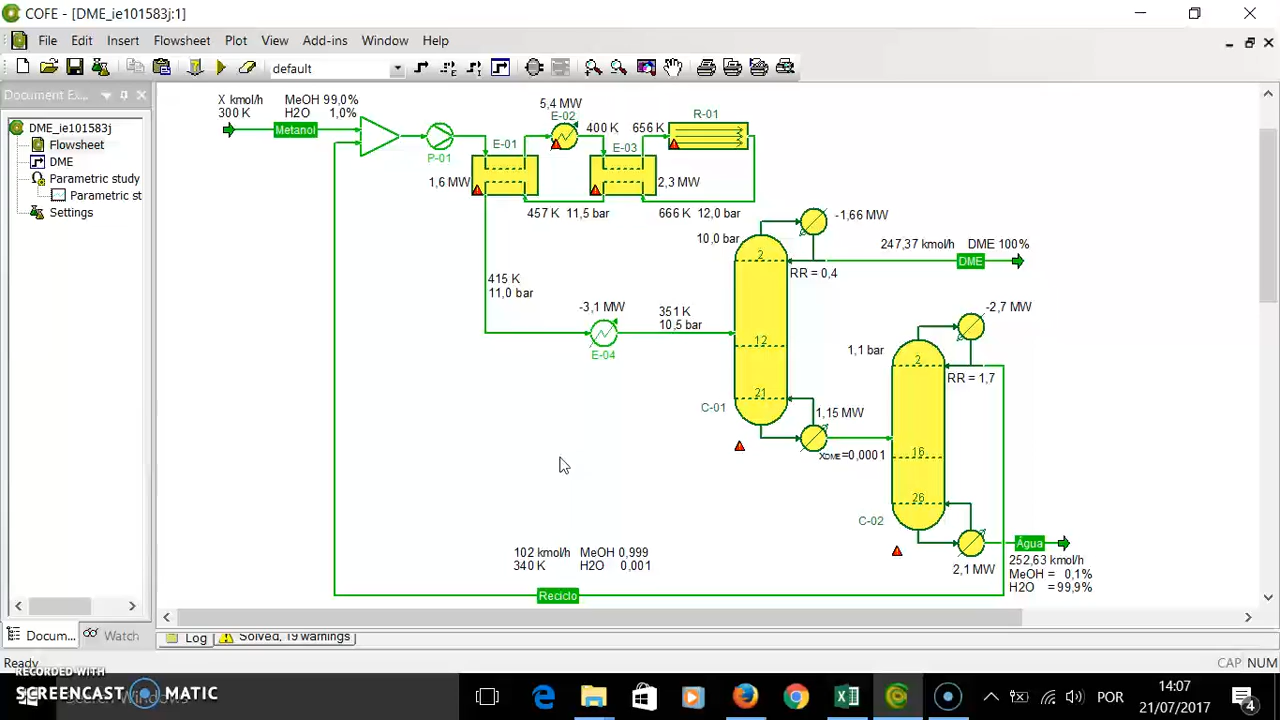 COFE - [DME_ie101583j:1]
File Edit Insert Flowsheet Plot View Add-ins Window Help
default
Document Ex...
DME_ie101583j
Flowsheet
DME
Parametric study
Parametric st
Settings
X kmol/h MeOH 99,0%
300 K H2O 1,0%
Metanol
P-01
E-01
1,6 MW
5,4 MW
E-02
400 K
656 K
E-03
R-01
2,3 MW
457 K 11,5 bar
666 K 12,0 bar
415 K
11,0 bar
-3,1 MW
E-04
351 K
10,5 bar
10,0 bar
-1,66 MW
2
RR = 0,4
247,37 kmol/h DME 100%
DME
12
21
C-01
1,15 MW
xDME=0,0001
1,1 bar
-2,7 MW
2
RR = 1,7
16
26
C-02
2,1 MW
Água
252,63 kmol/h
MeOH = 0,1%
H2O = 99,9%
102 kmol/h MeOH 0,999
340 K H2O 0,001
Reciclo
Docum... Watch
Log Solved, 19 warnings
Ready
CAP NUM
RECORDED WITH
SCREENCAST MATIC
Search Windows
POR
14:07
21/07/2017
4